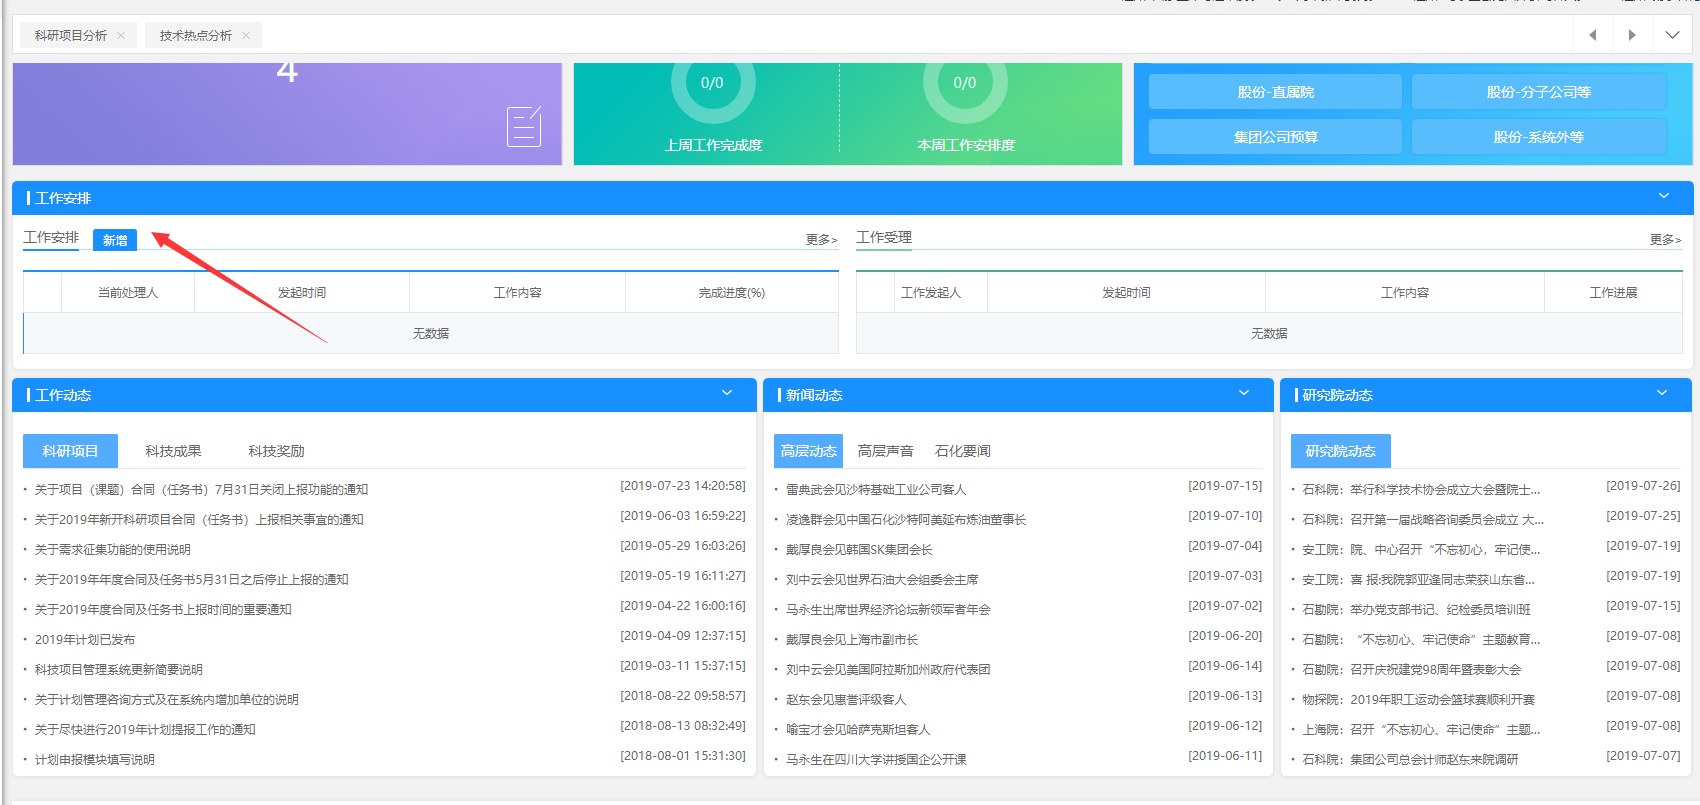 科研项目分析 ×
技术热点分析 ×
4
0/0
0/0
上周工作完成度
本周工作安排度
股份-直属院
股份-分子公司等
集团公司预算
股份-系统外等
工作安排
工作安排
新增
更多>
工作受理
更多>
当前处理人
发起时间
工作内容
完成进度(%)
无数据
工作发起人
发起时间
工作内容
工作进展
无数据
工作动态
科研项目
科技成果
科技奖励
关于项目（课题）合同（任务书）7月31日关闭上报功能的通知 [2019-07-23 14:20:58]
关于2019年新开科研项目合同（任务书）上报相关事宜的通知 [2019-06-03 16:59:22]
关于需求征集功能的使用说明 [2019-05-29 16:03:26]
关于2019年年度合同及任务书5月31日之后停止上报的通知 [2019-05-19 16:11:27]
关于2019年度合同及任务书上报时间的重要通知 [2019-04-22 16:00:16]
2019年计划已发布 [2019-04-09 12:37:15]
科技项目管理系统更新简要说明 [2019-03-11 15:37:15]
关于计划管理咨询方式及在系统内增加单位的说明 [2018-08-22 09:58:57]
关于尽快进行2019年计划提报工作的通知 [2018-08-13 08:32:49]
计划申报模块填写说明 [2018-08-01 15:31:30]
新闻动态
高层动态
高层声音
石化要闻
雷典武会见沙特基础工业公司客人 [2019-07-15]
凌逸群会见中国石化沙特阿美延布炼油董事长 [2019-07-10]
戴厚良会见韩国SK集团会长 [2019-07-04]
刘中云会见世界石油大会组委会主席 [2019-07-03]
马永生出席世界经济论坛新领军者年会 [2019-07-02]
戴厚良会见上海市副市长 [2019-06-20]
刘中云会见美国阿拉斯加州政府代表团 [2019-06-14]
赵东会见惠誉评级客人 [2019-06-13]
喻宝才会见哈萨克斯坦客人 [2019-06-12]
马永生在四川大学讲授国企公开课 [2019-06-11]
研究院动态
研究院动态
石科院：举行科学技术协会成立大会暨院士... [2019-07-26]
石科院：召开第一届战略咨询委员会成立 大... [2019-07-25]
安工院：院、中心召开“不忘初心，牢记使... [2019-07-19]
安工院：喜 报:我院郭亚逢同志荣获山东省... [2019-07-19]
石勘院：举办党支部书记、纪检委员培训班 [2019-07-15]
石勘院：“不忘初心、牢记使命”主题教育... [2019-07-08]
石勘院：召开庆祝建党98周年暨表彰大会 [2019-07-08]
物探院：2019年职工运动会篮球赛顺利开赛 [2019-07-08]
上海院：召开“不忘初心、牢记使命”主题... [2019-07-08]
石科院：集团公司总会计师赵东来院调研 [2019-07-07]